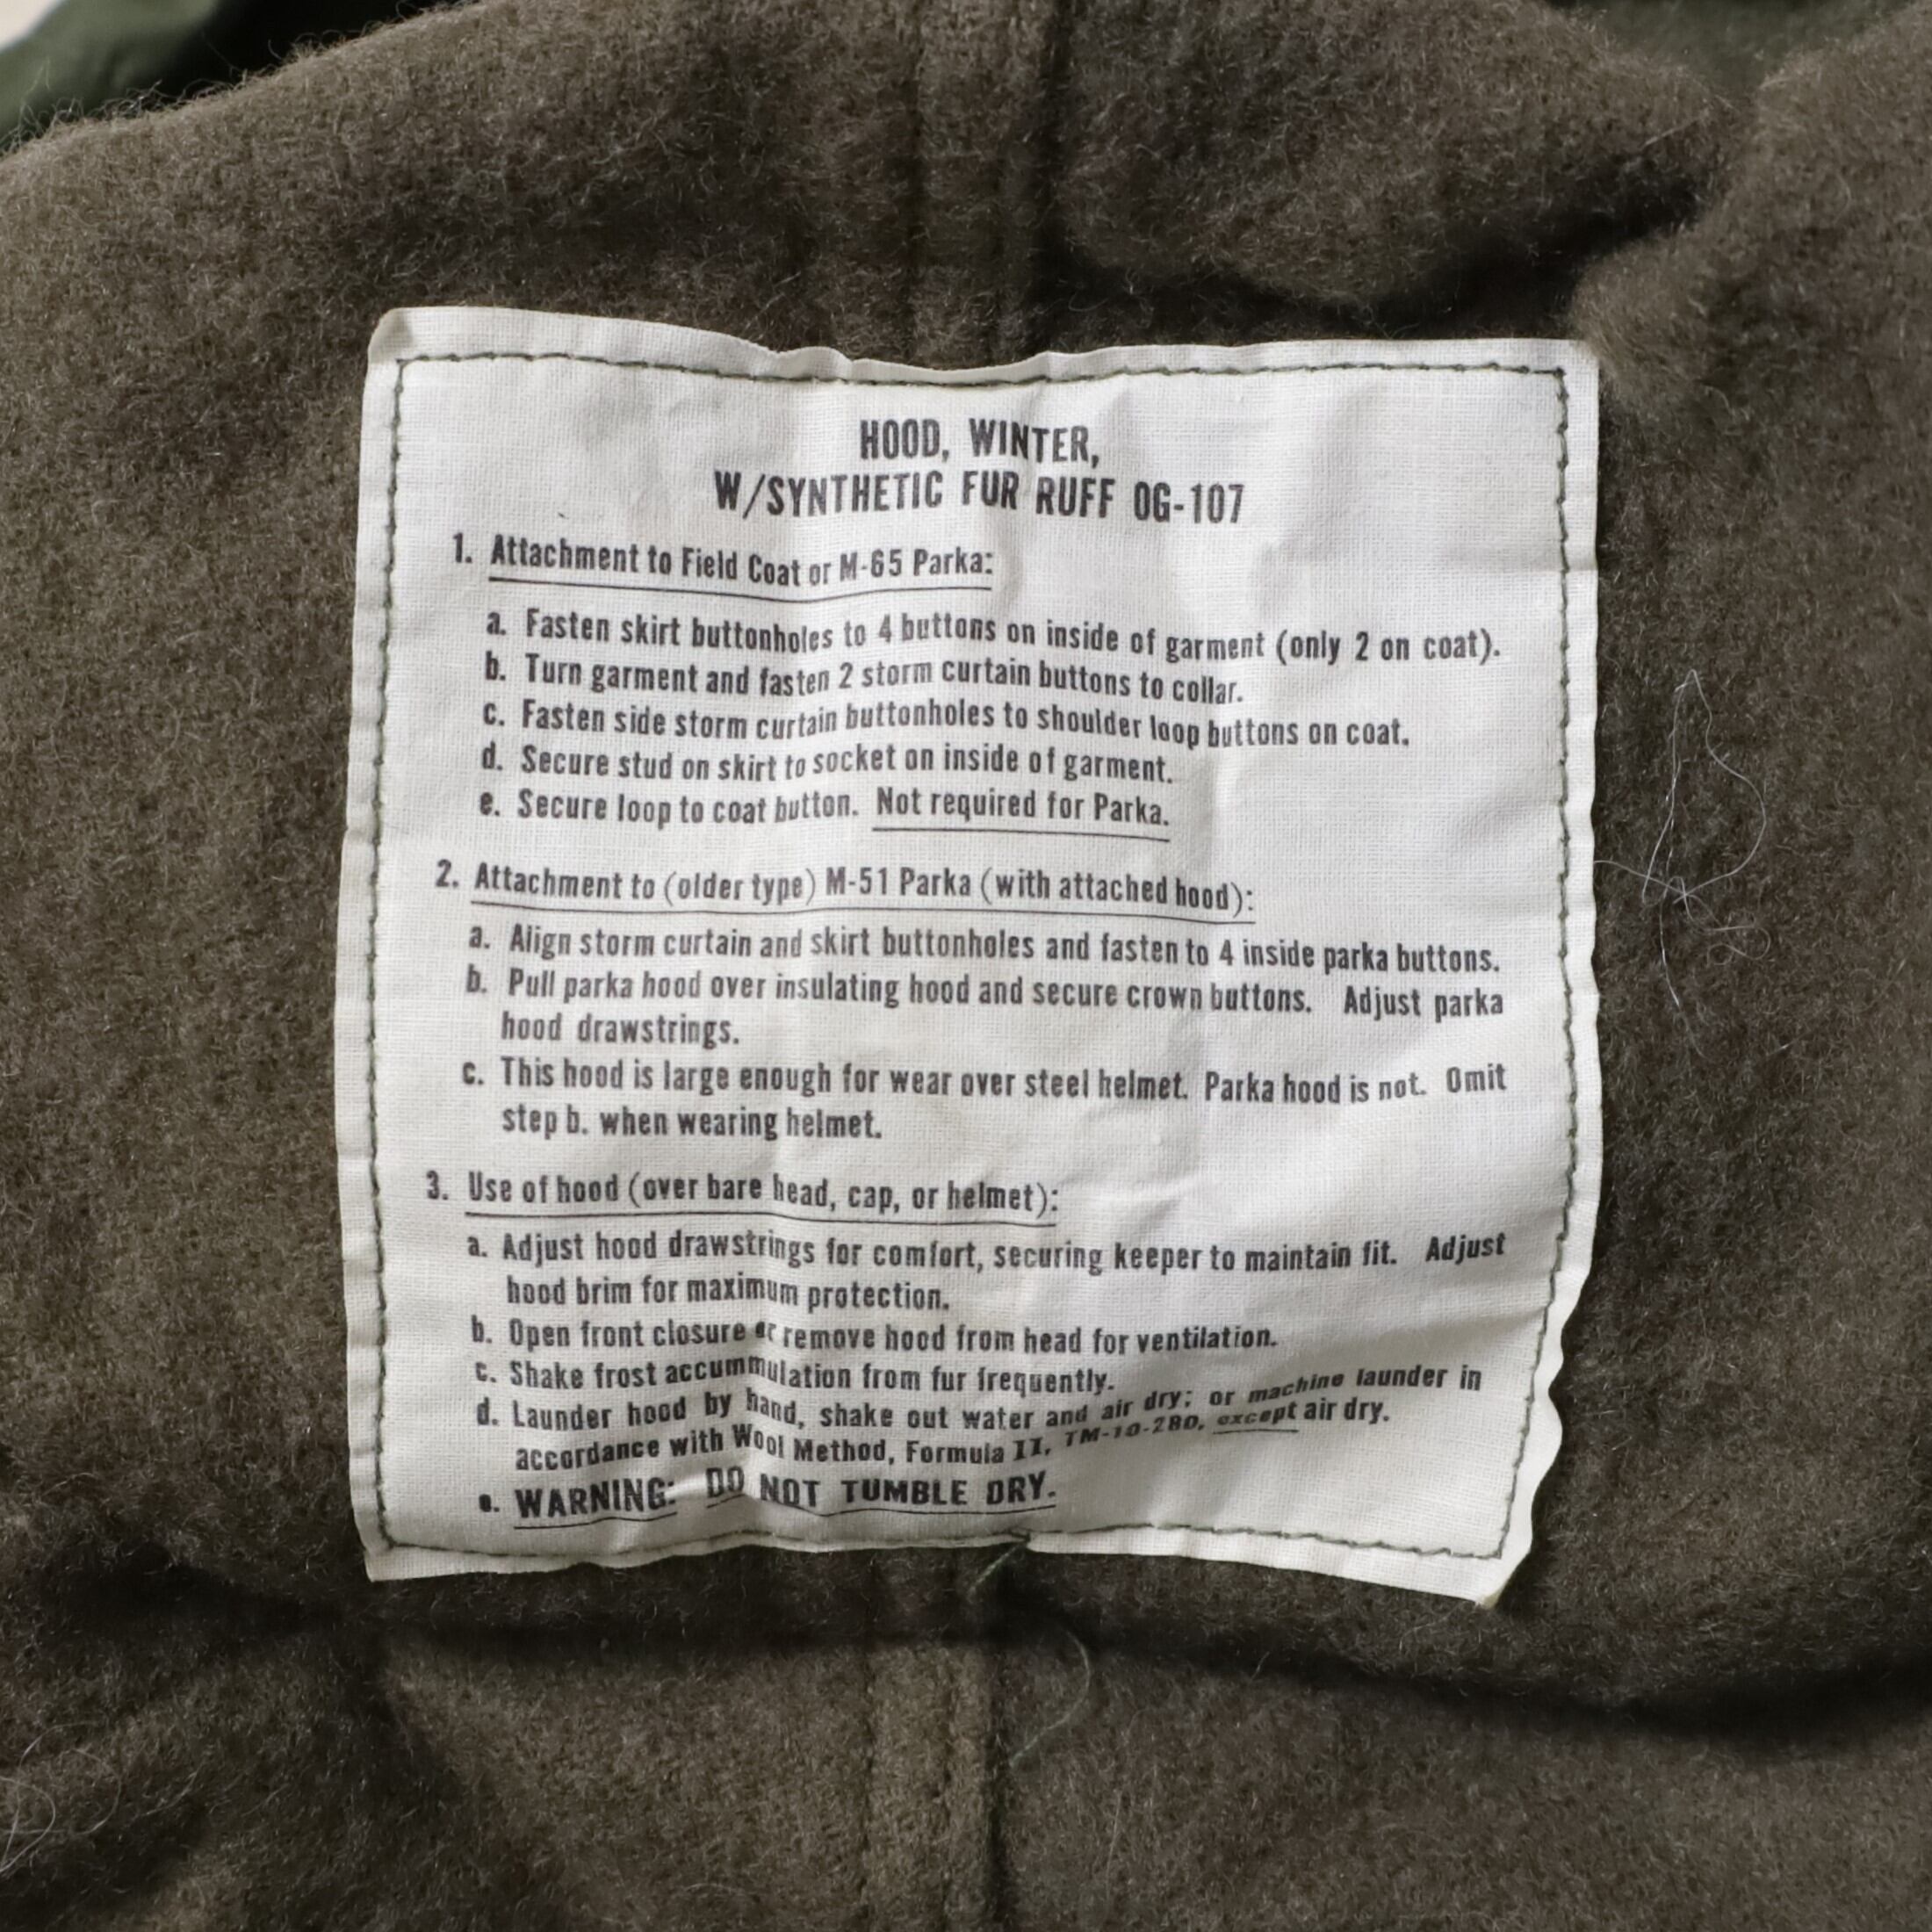 HOOD, WINTER,
W/SYNTHETIC FUR RUFF OG-107
1. Attachment to Field Coat or M-65 Parka:
a. Fasten skirt buttonholes to 4 buttons on inside of garment (only 2 on coat).
b. Turn garment and fasten 2 storm curtain buttons to collar.
c. Fasten side storm curtain buttonholes to shoulder loop buttons on coat.
d. Secure stud on skirt to socket on inside of garment.
e. Secure loop to coat button. Not required for Parka.
2. Attachment to (older type) M-51 Parka (with attached hood):
a. Align storm curtain and skirt buttonholes and fasten to 4 inside parka buttons.
b. Pull parka hood over insulating hood and secure crown buttons. Adjust parka
hood drawstrings.
c. This hood is large enough for wear over steel helmet. Parka hood is not. Omit
step b. when wearing helmet.
3. Use of hood (over bare head, cap, or helmet):
a. Adjust hood drawstrings for comfort, securing keeper to maintain fit. Adjust
hood brim for maximum protection.
b. Open front closure or remove hood from head for ventilation.
c. Shake frost accummulation from fur frequently.
d. Launder hood by hand, shake out water and air dry; or machine launder in
accordance with Wool Method, Formula II, TM-10-280, except air dry.
e. WARNING: DO NOT TUMBLE DRY.